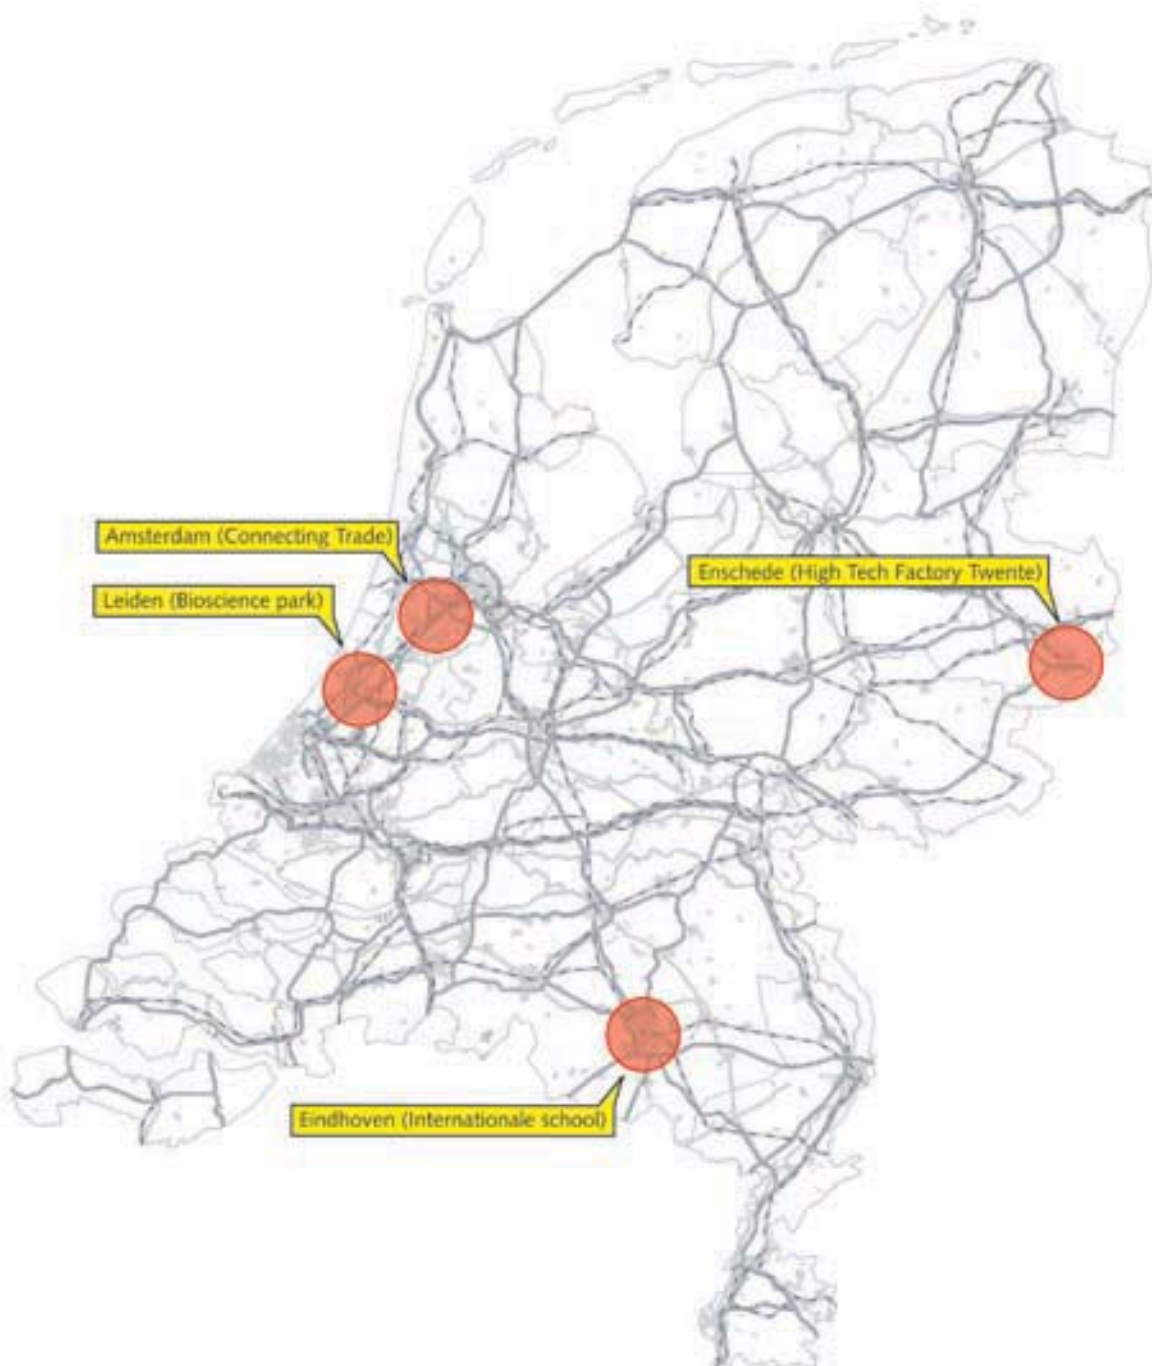 Amsterdam (Connecting Trade)
Enschede (High Tech Factory Twente)
Leiden (Bioscience park)
Eindhoven (Internationale school)